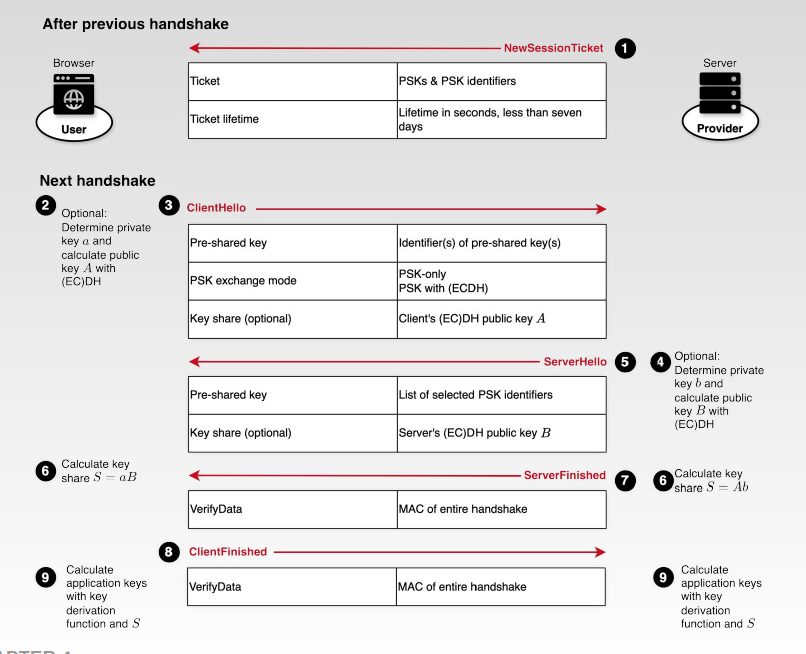 After previous handshake
NewSessionTicket
1
Browser
User
Server
Provider
Ticket
PSKs & PSK identifiers
Ticket lifetime
Lifetime in seconds, less than seven
days
Next handshake
2
Optional:
Determine private
key a and
calculate public
key A with
(EC)DH
3
ClientHello
Pre-shared key
Identifier(s) of pre-shared key(s)
PSK exchange mode
PSK-only
PSK with (ECDH)
Key share (optional)
Client's (EC)DH public key A
4
Optional:
Determine private
key b and
calculate public
key B with
(EC)DH
ServerHello
5
Pre-shared key
List of selected PSK identifiers
Key share (optional)
Server's (EC)DH public key B
6
Calculate key
share S = aB
6
Calculate key
share S = Ab
ServerFinished
7
VerifyData
MAC of entire handshake
8
ClientFinished
VerifyData
MAC of entire handshake
9
Calculate
application keys
with key
derivation
function and S
9
Calculate
application keys
with key
derivation
function and S